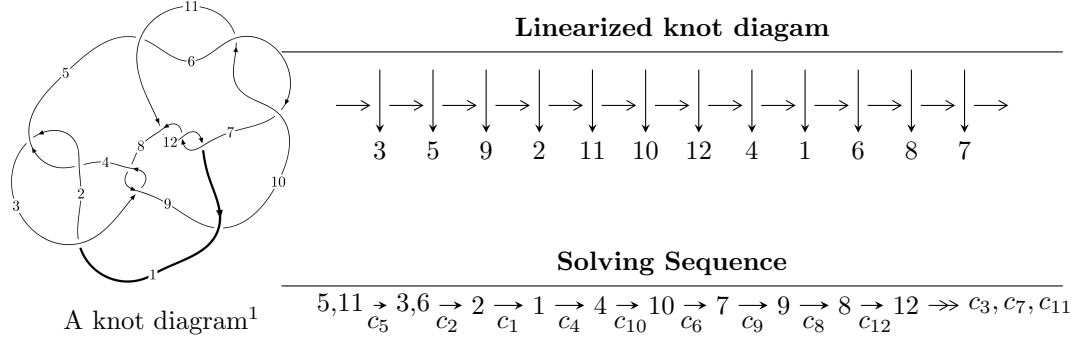 11
6
5
7
12
8
4
10
2
9
3
1
A knot diagram¹
Linearized knot diagam
3 5 9 2 11 10 12 4 1 6 8 7
Solving Sequence
5,11 → 3,6 → 2 → 1 → 4 → 10 → 7 → 9 → 8 → 12 ↠ c₃, c₇, c₁₁
c₅ c₂ c₁ c₄ c₁₀ c₆ c₉ c₈ c₁₂